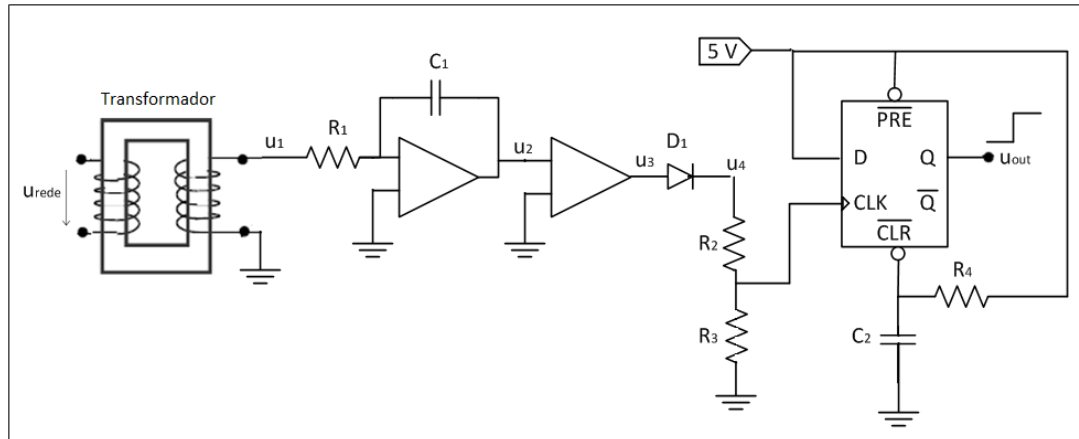 Transformador
urede
u1
R1
C1
u2
u3
D1
u4
R2
R3
5 V
PRE
D
Q
CLK
Q
CLR
uout
R4
C2